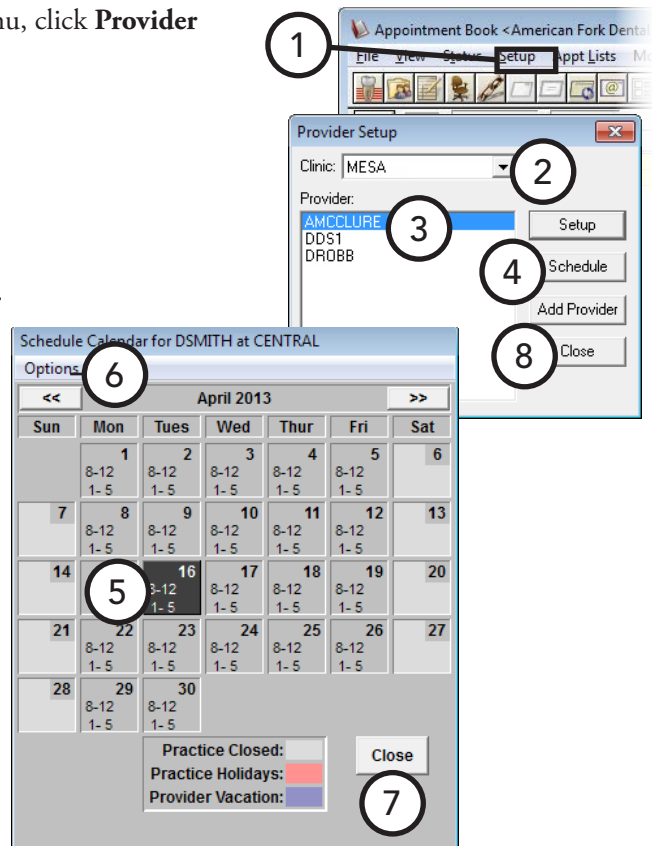 nu, click Provider
1
Appointment Book <American Fork Dental
File View Status Setup Appt Lists
Provider Setup
Clinic: MESA
2
Provider:
AMCCLURE
3
Setup
DDS1
DROBB
4
Schedule
Add Provider
8
Close
.
Schedule Calendar for DSMITH at CENTRAL
Options
6
<< April 2013 >>
Sun Mon Tues Wed Thur Fri Sat
1 2 3 4 5 6
8-12 8-12 8-12 8-12 8-12
1- 5 1- 5 1- 5 1- 5 1- 5
7 8 9 10 11 12 13
8-12 8-12 8-12 8-12 8-12
1- 5 1- 5 1- 5 1- 5 1- 5
14 16 17 18 19 20
5
8-12 8-12 8-12 8-12
1- 5 1- 5 1- 5 1- 5
21 22 23 24 25 26 27
8-12 8-12 8-12 8-12 8-12
1- 5 1- 5 1- 5 1- 5 1- 5
28 29 30
8-12 8-12
1- 5 1- 5
Practice Closed:
Practice Holidays:
Provider Vacation:
Close
7